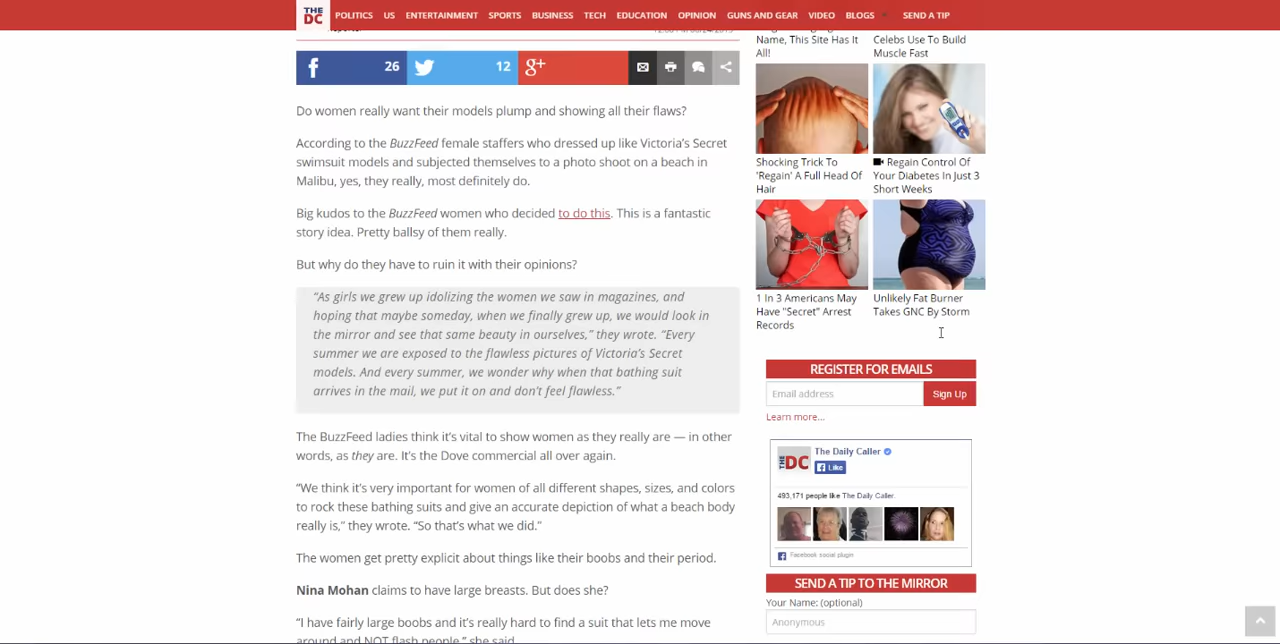 THE DC POLITICS US ENTERTAINMENT SPORTS BUSINESS TECH EDUCATION OPINION GUNS AND GEAR VIDEO BLOGS SEND A TIP
26 12 g+
Do women really want their models plump and showing all their flaws?
According to the BuzzFeed female staffers who dressed up like Victoria’s Secret
swimsuit models and subjected themselves to a photo shoot on a beach in
Malibu, yes, they really, most definitely do.
Big kudos to the BuzzFeed women who decided to do this. This is a fantastic
story idea. Pretty ballsy of them really.
But why do they have to ruin it with their opinions?
“As girls we grew up idolizing the women we saw in magazines, and
hoping that maybe someday, when we finally grew up, we would look in
the mirror and see that same beauty in ourselves,” they wrote. “Every
summer we are exposed to the flawless pictures of Victoria’s Secret
models. And every summer, we wonder why when that bathing suit
arrives in the mail, we put it on and don’t feel flawless.”
The BuzzFeed ladies think it’s vital to show women as they really are — in other
words, as they are. It’s the Dove commercial all over again.
“We think it’s very important for women of all different shapes, sizes, and colors
to rock these bathing suits and give an accurate depiction of what a beach body
really is,” they wrote. “So that’s what we did.”
The women get pretty explicit about things like their boobs and their period.
Nina Mohan claims to have large breasts. But does she?
“I have fairly large boobs and it’s really hard to find a suit that lets me move
around and NOT flash people,” she said.
Name, This Site Has It
All!
Celebs Use To Build
Muscle Fast
Shocking Trick To
'Regain' A Full Head Of
Hair
Regain Control Of
Your Diabetes In Just 3
Short Weeks
1 In 3 Americans May
Have "Secret" Arrest
Records
Unlikely Fat Burner
Takes GNC By Storm
REGISTER FOR EMAILS
Email address Sign Up
Learn more...
THE DC The Daily Caller
Like
493,171 people like The Daily Caller.
Facebook social plugin
SEND A TIP TO THE MIRROR
Your Name: (optional)
Anonymous